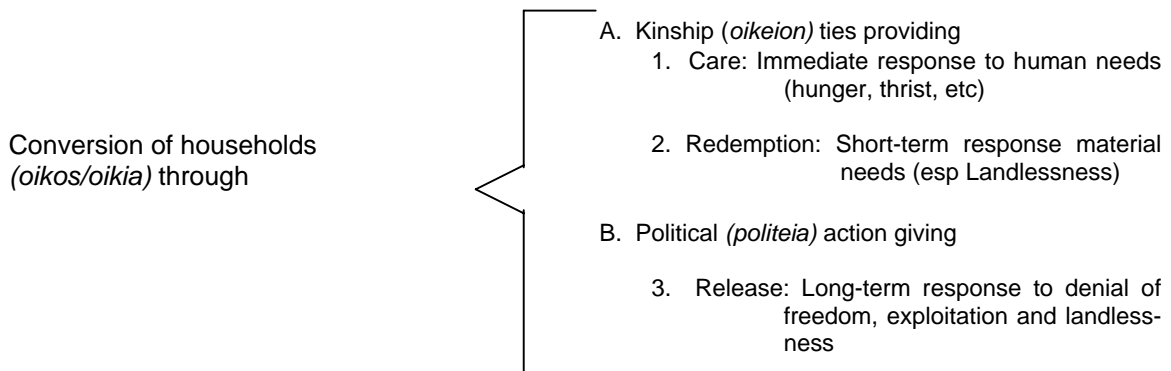 Conversion of households
(oikos/oikia) through
A. Kinship (oikeion) ties providing
1. Care: Immediate response to human needs
(hunger, thrist, etc)
2. Redemption: Short-term response material
needs (esp Landlessness)
B. Political (politeia) action giving
3. Release: Long-term response to denial of
freedom, exploitation and landless-
ness